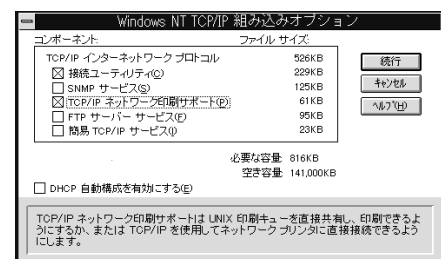 Windows NT TCP/IP 組み込みオプション
コンポーネント: ファイル サイズ:
TCP/IP インターネットワーク プロトコル 526KB
接続ユーティリティ(C) 229KB
SNMP サービス(S) 125KB
TCP/IP ネットワーク印刷サポート(P) 61KB
FTP サーバー サービス(F) 95KB
簡易 TCP/IP サービス(I) 23KB
続行
キャンセル
ヘルプ(H)
必要な容量: 816KB
空き容量: 141,000KB
DHCP 自動構成を有効にする(E)
TCP/IP ネットワーク印刷サポートは UNIX 印刷キューを直接共有し、印刷できるよ
うにするか、または TCP/IP を使用してネットワーク プリンタに直接接続できるよう
にします。